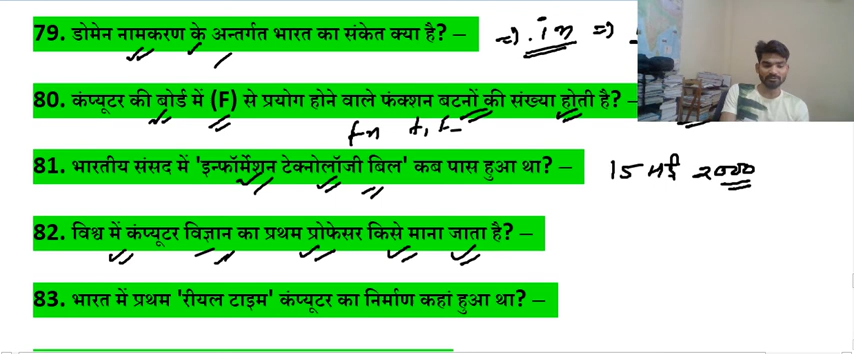 79. डोमेन नामकरण के अन्तर्गत भारत का संकेत क्या है? – => .in =>
80. कंप्यूटर की बोर्ड में (F) से प्रयोग होने वाले फंक्शन बटनों की संख्या होती है? –
fn
81. भारतीय संसद में 'इन्फॉर्मेशन टेक्नोलॉजी बिल' कब पास हुआ था? – 15 मई 2000
82. विश्व में कंप्यूटर विज्ञान का प्रथम प्रोफेसर किसे माना जाता है? –
83. भारत में प्रथम 'रीयल टाइम' कंप्यूटर का निर्माण कहां हुआ था? –